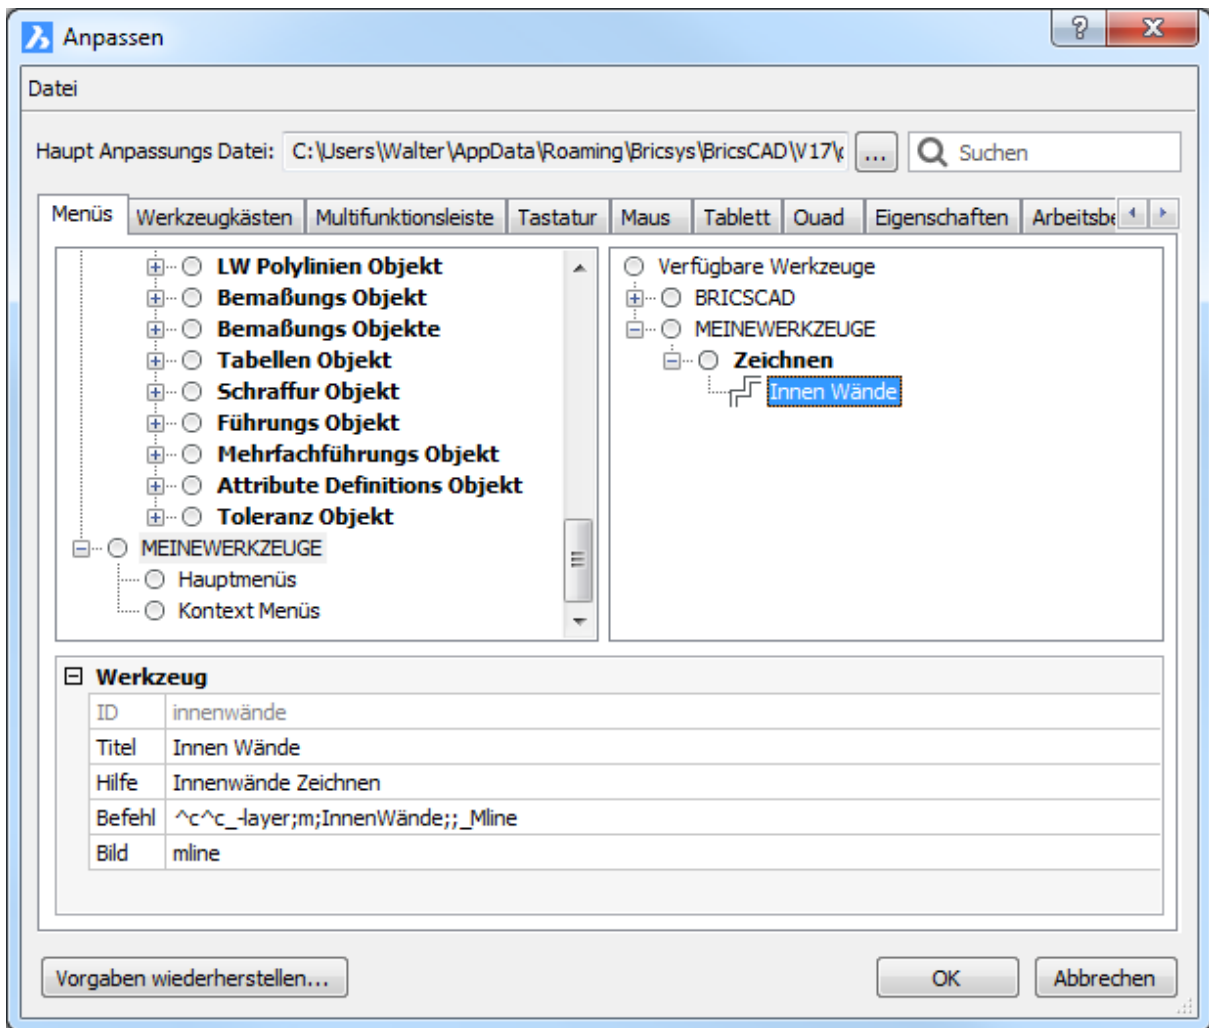 Anpassen
Datei
Haupt Anpassungs Datei: C:\Users\Walter\AppData\Roaming\Bricsys\BricsCAD\V17\ ... Suchen
Menüs Werkzeugkästen Multifunktionsleiste Tastatur Maus Tablett Quad Eigenschaften Arbeitsbe
LW Polylinien Objekt
Bemaßungs Objekt
Bemaßungs Objekte
Tabellen Objekt
Schraffur Objekt
Führungs Objekt
Mehrfachführungs Objekt
Attribute Definitions Objekt
Toleranz Objekt
MEINEWERKZEUGE
Hauptmenüs
Kontext Menüs
Verfügbare Werkzeuge
BRICSCAD
MEINEWERKZEUGE
Zeichnen
Innen Wände
Werkzeug
ID innenwände
Titel Innen Wände
Hilfe Innenwände Zeichnen
Befehl ^c^c_-layer;m;InnenWände;;_Mline
Bild mline
Vorgaben wiederherstellen... OK Abbrechen